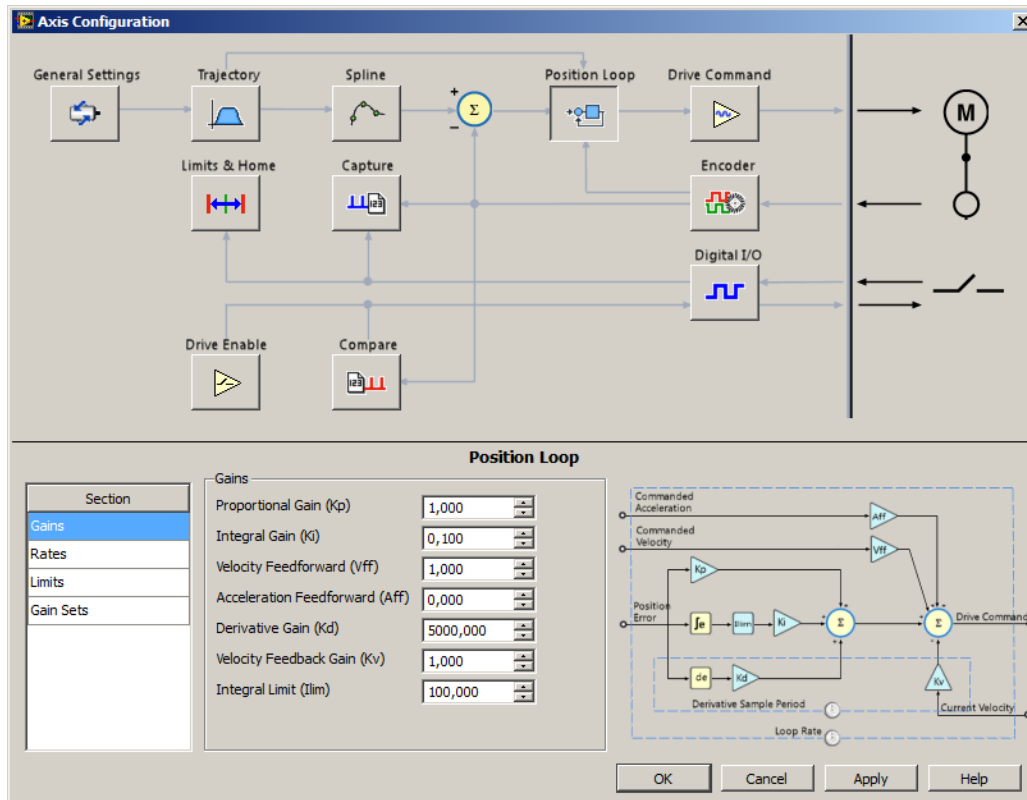 Axis Configuration
General Settings
Trajectory
Spline
Position Loop
Drive Command
+
Σ
−
M
Limits & Home
Capture
Encoder
123
Digital I/O
Drive Enable
Compare
123
Position Loop
Section
Gains
Rates
Limits
Gain Sets
Gains
Proportional Gain (Kp) 1,000
Integral Gain (Ki) 0,100
Velocity Feedforward (Vff) 1,000
Acceleration Feedforward (Aff) 0,000
Derivative Gain (Kd) 5000,000
Velocity Feedback Gain (Kv) 1,000
Integral Limit (Ilim) 100,000
Commanded
Acceleration
Aff
Commanded
Velocity
Vff
Kp
Position
Error
∫e
Ilim
Ki
Σ
Σ
Drive Command
de
Kd
Kv
Derivative Sample Period
Current Velocity
Loop Rate
OK
Cancel
Apply
Help